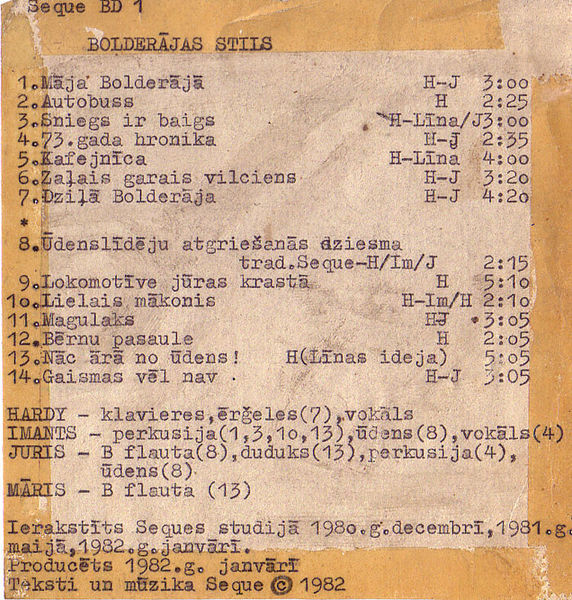 Seque BD 1
BOLDERĀJAS STILS
1.Māja Bolderājā H-J 3:oo
2.Autobuss H 2:25
3.Sniegs ir baigs H-Līna/J3:oo
4.73.gada hronika H-J 2:35
5.Kafejnīca H-Līna 4:oo
6.Zaļais garais vilciens H-J 3:2o
7.Dziļā Bolderāja H-J 4:2o
*
8.Ūdenslīdēju atgriešanās dziesma
trad.Seque-H/Im/J 2:15
9.Lokomotīve jūras krastā H 5:1o
1o.Lielais mākonis H-Im/H 2:1o
11.Magulaks HJ 3:o5
12.Bērnu pasaule H 2:o5
13.Nāc ārā no ūdens! H(Līnas ideja) 5:o5
14.Gaismas vēl nav H-J 3:o5
HARDY - klavieres,ērģeles(7),vokāls
IMANTS - perkusija(1,3,1o,13),ūdens(8),vokāls(4)
JURIS - B flauta(8),duduks(13),perkusija(4),
ūdens(8)
MĀRIS - B flauta (13)
Ierakstīts Seques studijā 198o.g.decembrī,1981.g.
maijā,1982.g.janvārī.
Producēts 1982.g. janvārī
Teksti un mūzika Seque © 1982